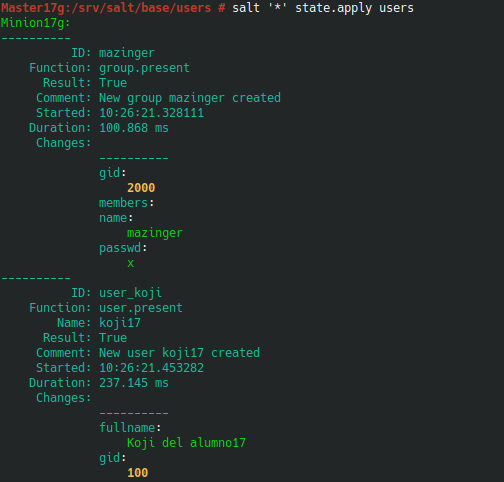 Master17g:/srv/salt/base/users # salt '*' state.apply users
Minion17g:
----------
ID: mazinger
Function: group.present
Result: True
Comment: New group mazinger created
Started: 10:26:21.328111
Duration: 100.868 ms
Changes:
----------
gid:
2000
members:
name:
mazinger
passwd:
x
----------
ID: user_koji
Function: user.present
Name: koji17
Result: True
Comment: New user koji17 created
Started: 10:26:21.453282
Duration: 237.145 ms
Changes:
----------
fullname:
Koji del alumno17
gid:
100